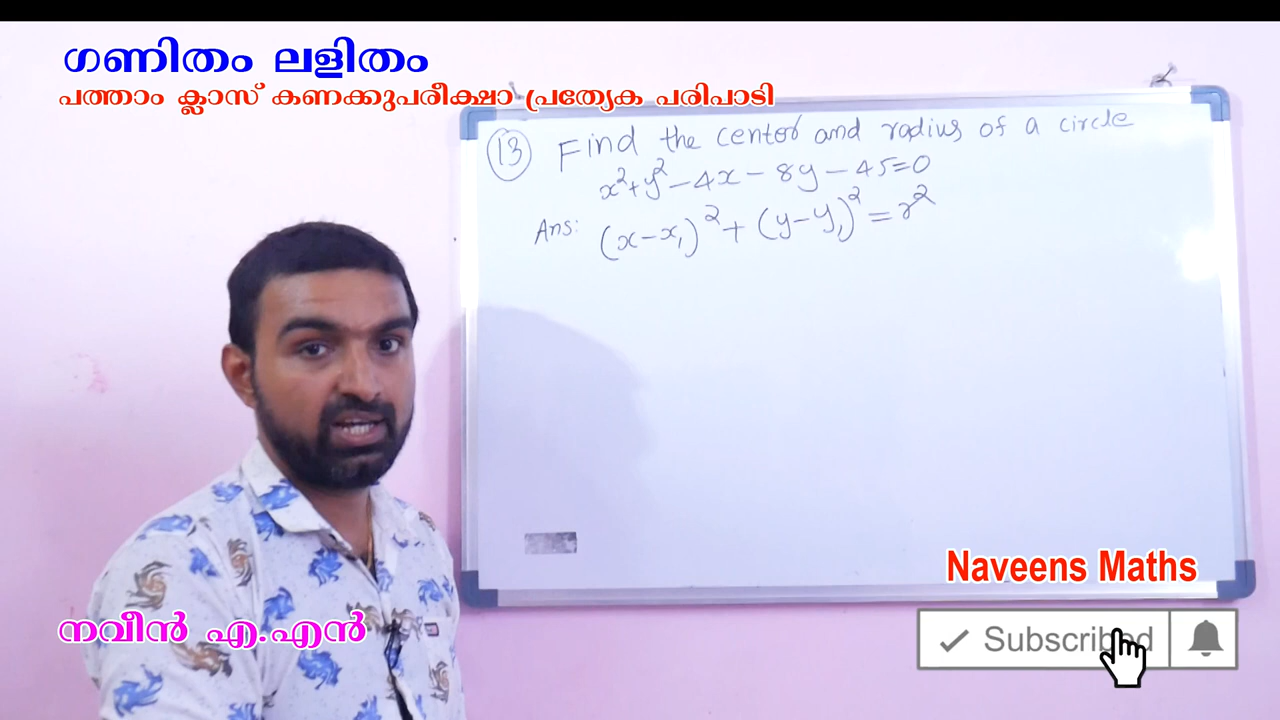 ഗണിതം ലളിതം
പത്താം ക്ലാസ് കണക്കുപരീക്ഷാ പ്രത്യേക പരിപാടി
13 Find the center and radius of a circle
x²+y²-4x-8y-45=0
Ans: (x-x₁)²+(y-y₁)²=r²
Naveens Maths
നവീൻ എ.എൻ
Subscribed